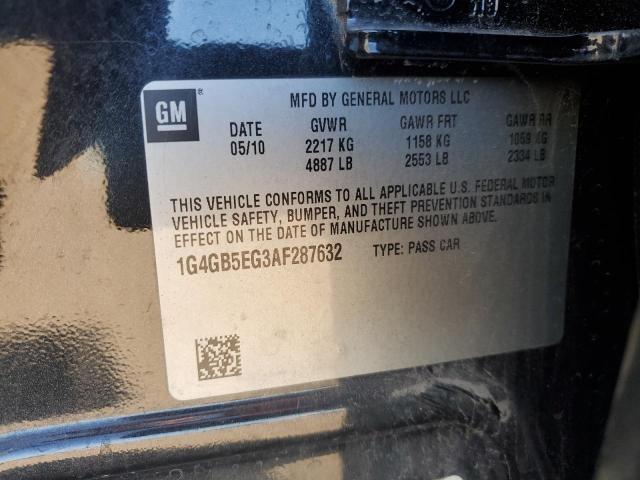 GM ®
MFD BY GENERAL MOTORS LLC
DATE GVWR GAWR FRT GAWR RR
05/10 2217 KG 1158 KG 1059 KG
4887 LB 2553 LB 2334 LB
THIS VEHICLE CONFORMS TO ALL APPLICABLE U.S. FEDERAL MOTOR
VEHICLE SAFETY, BUMPER, AND THEFT PREVENTION STANDARDS IN
EFFECT ON THE DATE OF MANUFACTURE SHOWN ABOVE.
1G4GB5EG3AF287632 TYPE: PASS CAR